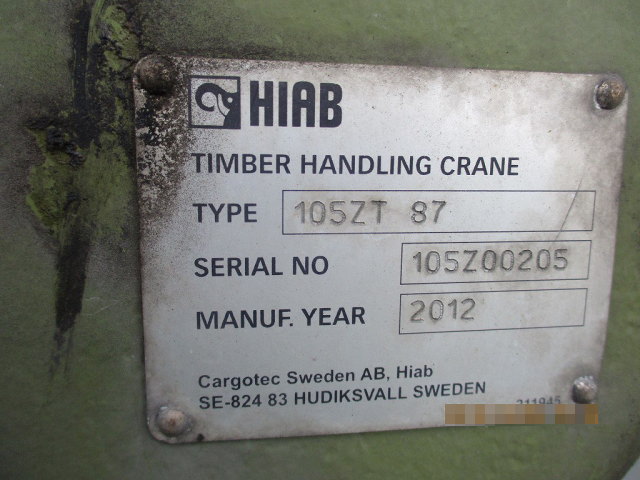 HIAB
TIMBER HANDLING CRANE
TYPE 105ZT 87
SERIAL NO 105Z00205
MANUF. YEAR 2012
Cargotec Sweden AB, Hiab
SE-824 83 HUDIKSVALL SWEDEN